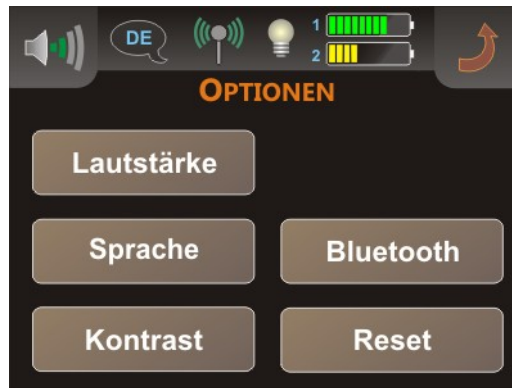 DE
1
2
OPTIONEN
Lautstärke
Sprache
Bluetooth
Kontrast
Reset